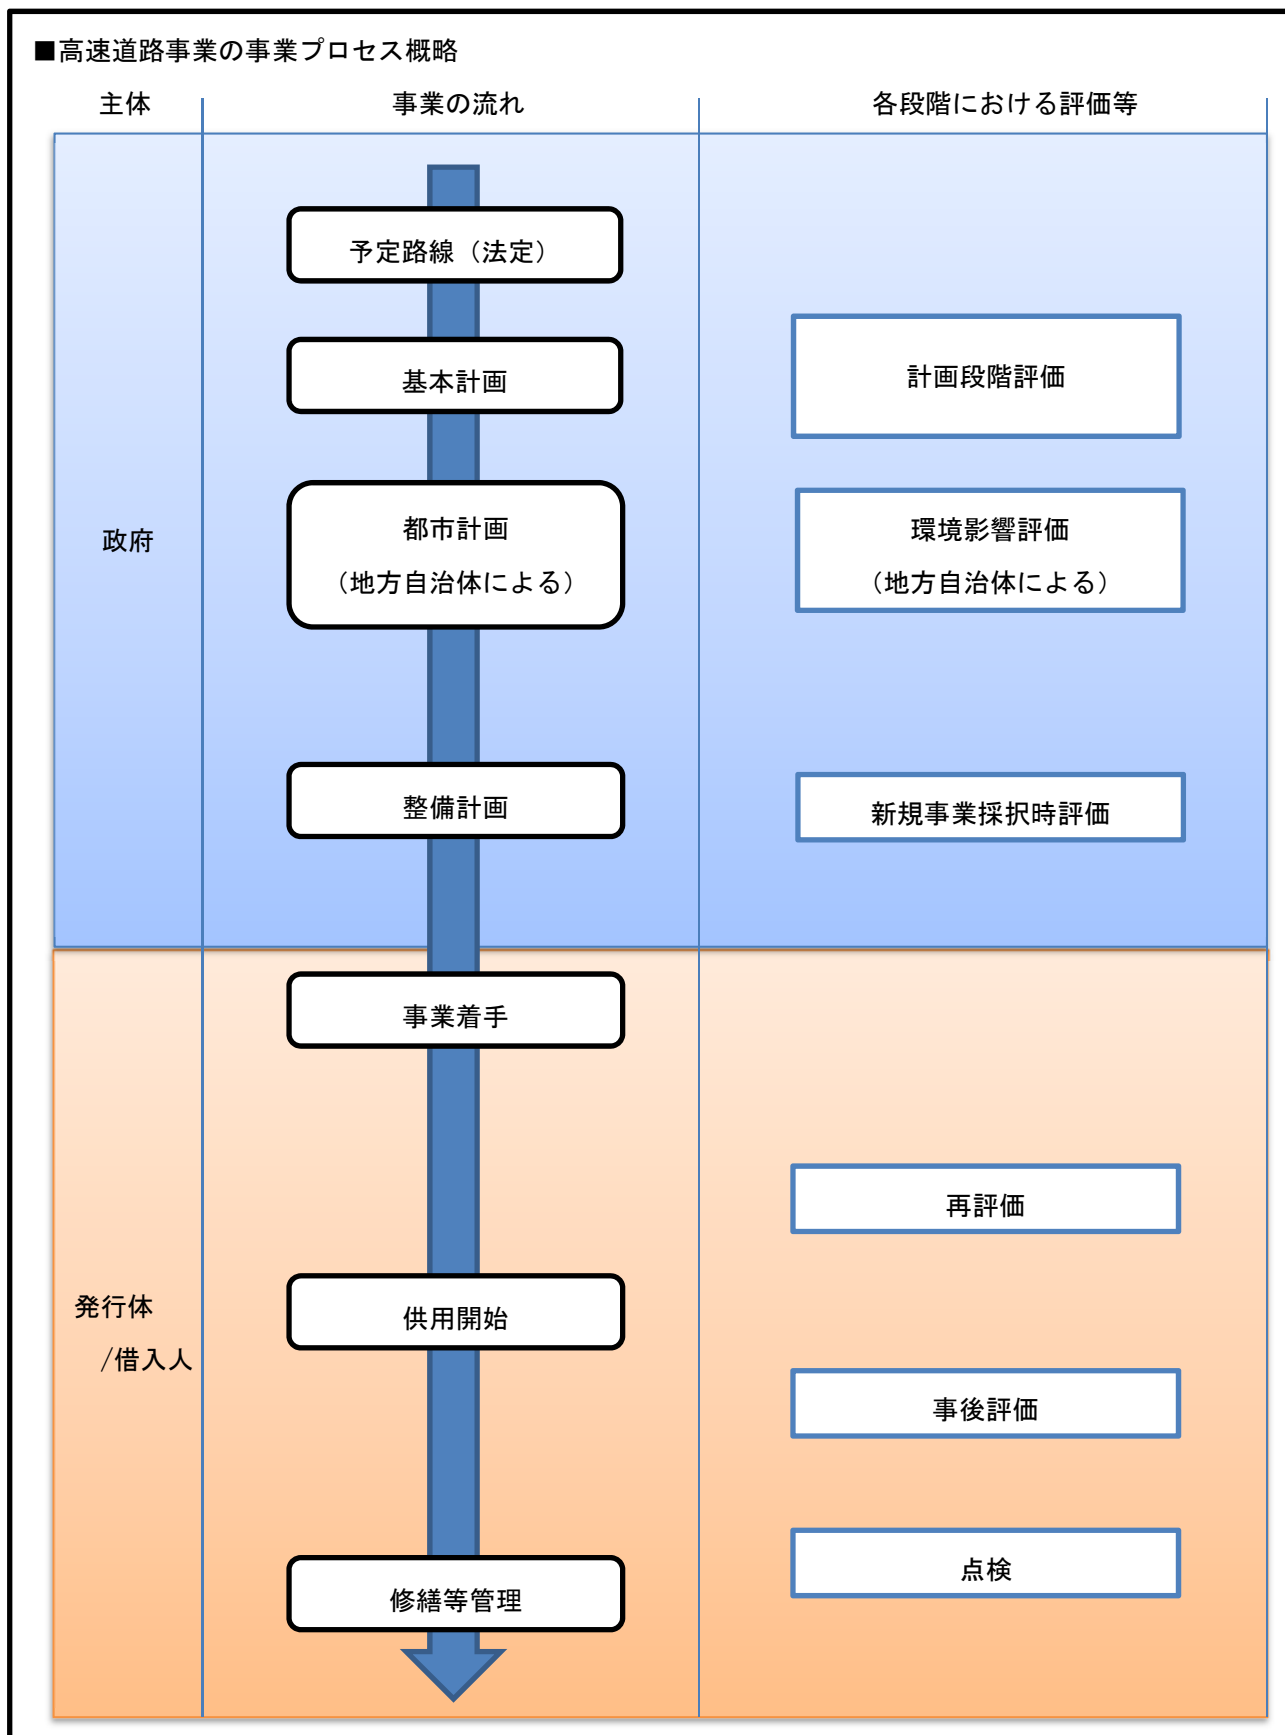 ■高速道路事業の事業プロセス概略
主体
事業の流れ
各段階における評価等
予定路線（法定）
基本計画
計画段階評価
政府
都市計画
（地方自治体による）
環境影響評価
（地方自治体による）
整備計画
新規事業採択時評価
事業着手
再評価
発行体
/借入人
供用開始
事後評価
点検
修繕等管理